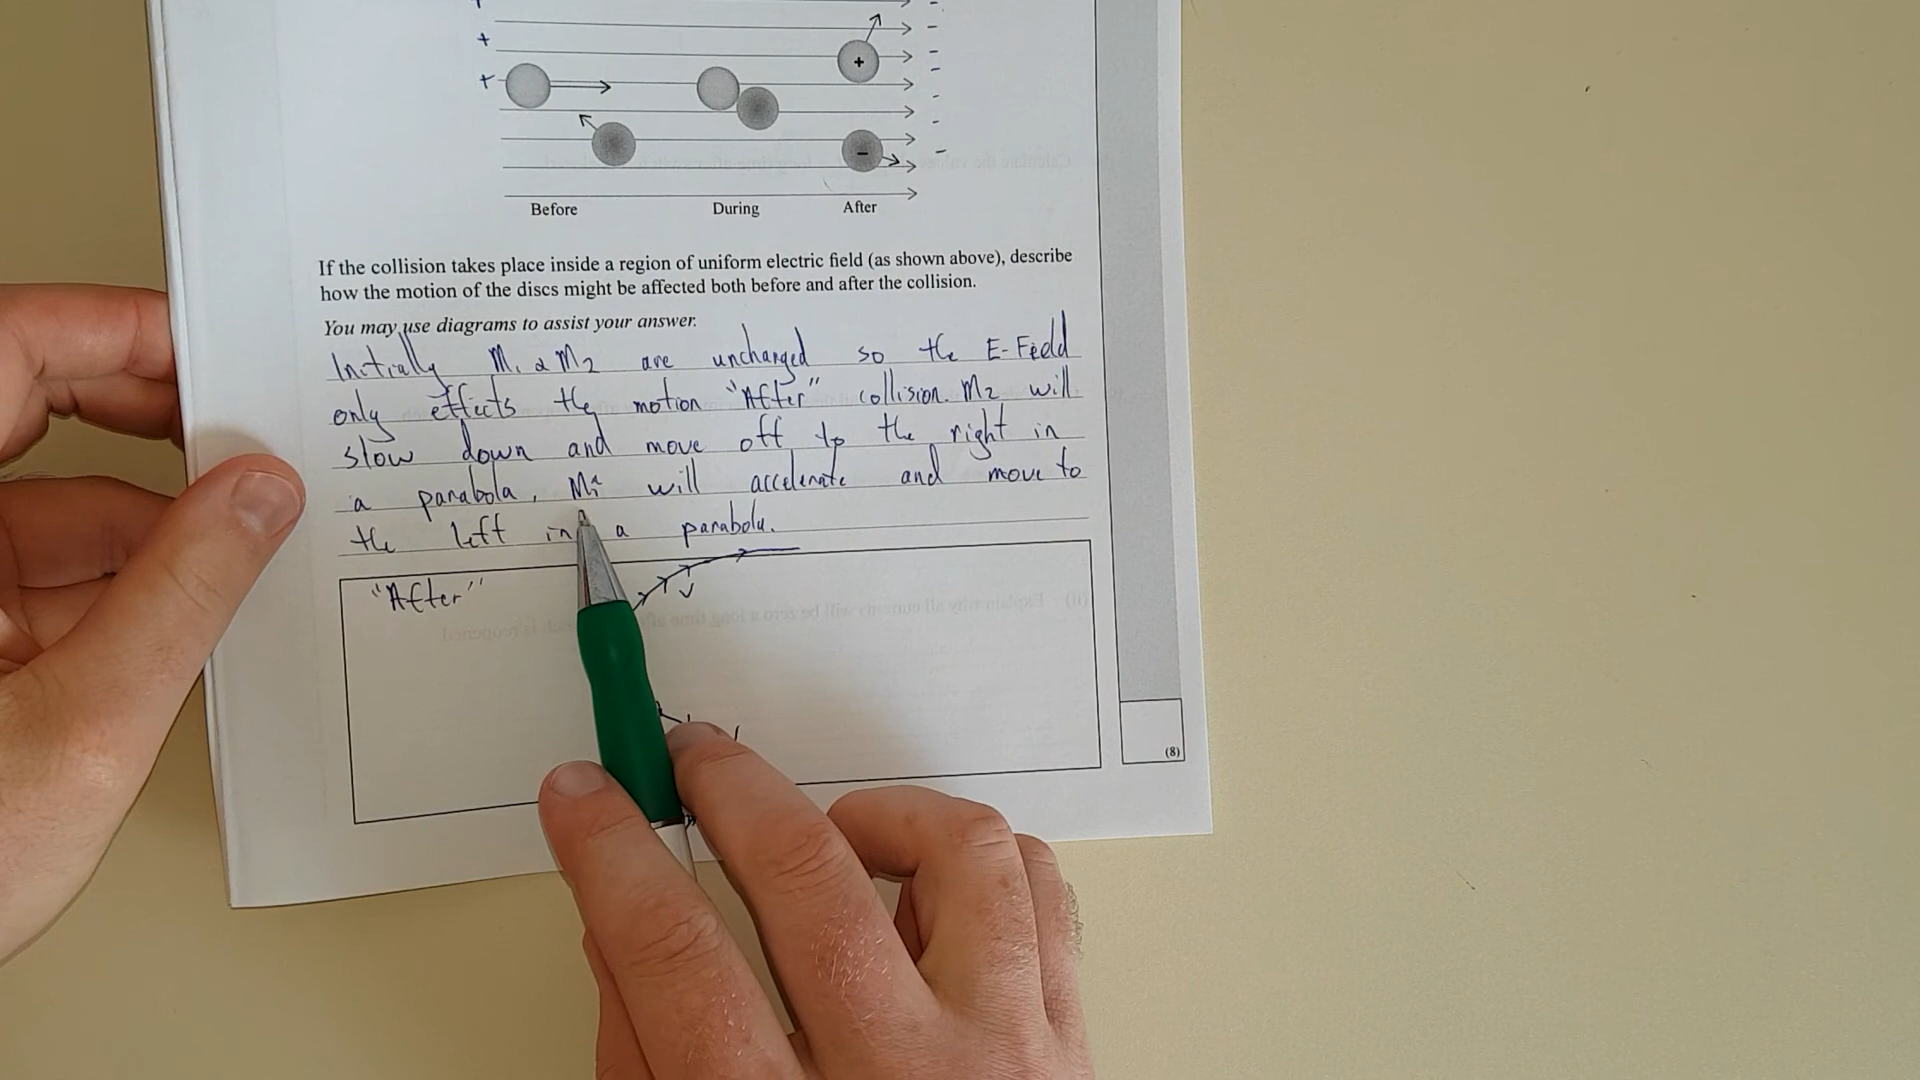 +
+
+
-
Before
During
After
If the collision takes place inside a region of uniform electric field (as shown above), describe
how the motion of the discs might be affected both before and after the collision.
You may use diagrams to assist your answer.
Initially M1 & M2 are uncharged so the E-Field
only effects the motion "After" collision. M2 will
slow down and move off to the right in
a parabola. M1 will accelerate and move to
the left in a parabola.
"After"
v
(8)